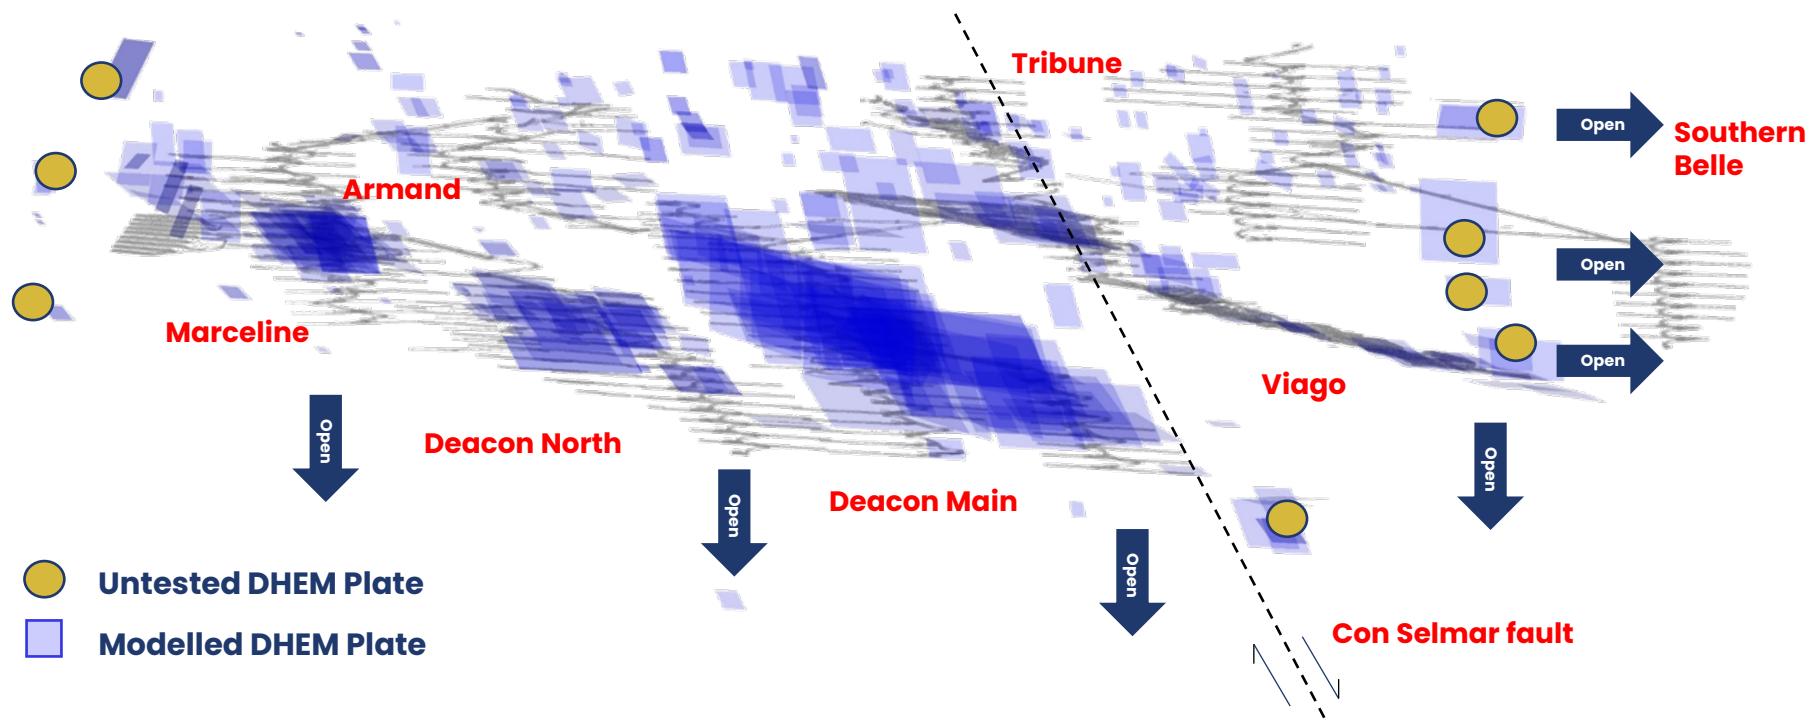 Tribune
Open
Southern
Belle
Armand
Open
Marceline
Open
Viago
Open
Deacon North
Open
Deacon Main
Open
Open
Untested DHEM Plate
Con Selmar fault
Modelled DHEM Plate